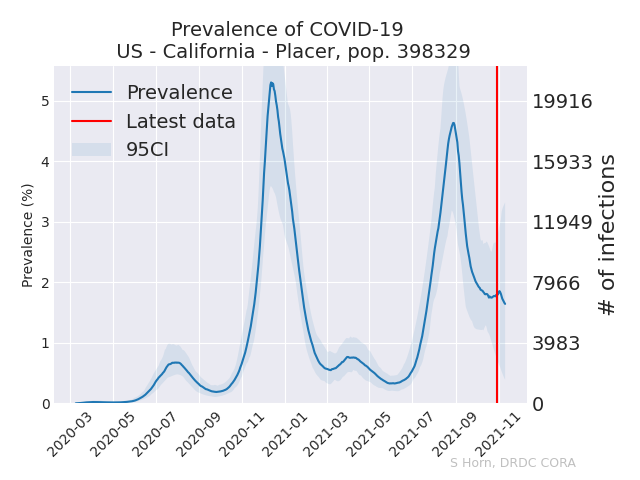 Prevalence of COVID-19
US - California - Placer, pop. 398329
Prevalence
Latest data
95CI
Prevalence (%)
5
4
3
2
1
0
19916
15933
11949
7966
3983
0
# of infections
2020-03
2020-05
2020-07
2020-09
2020-11
2021-01
2021-03
2021-05
2021-07
2021-09
2021-11
S Horn, DRDC CORA